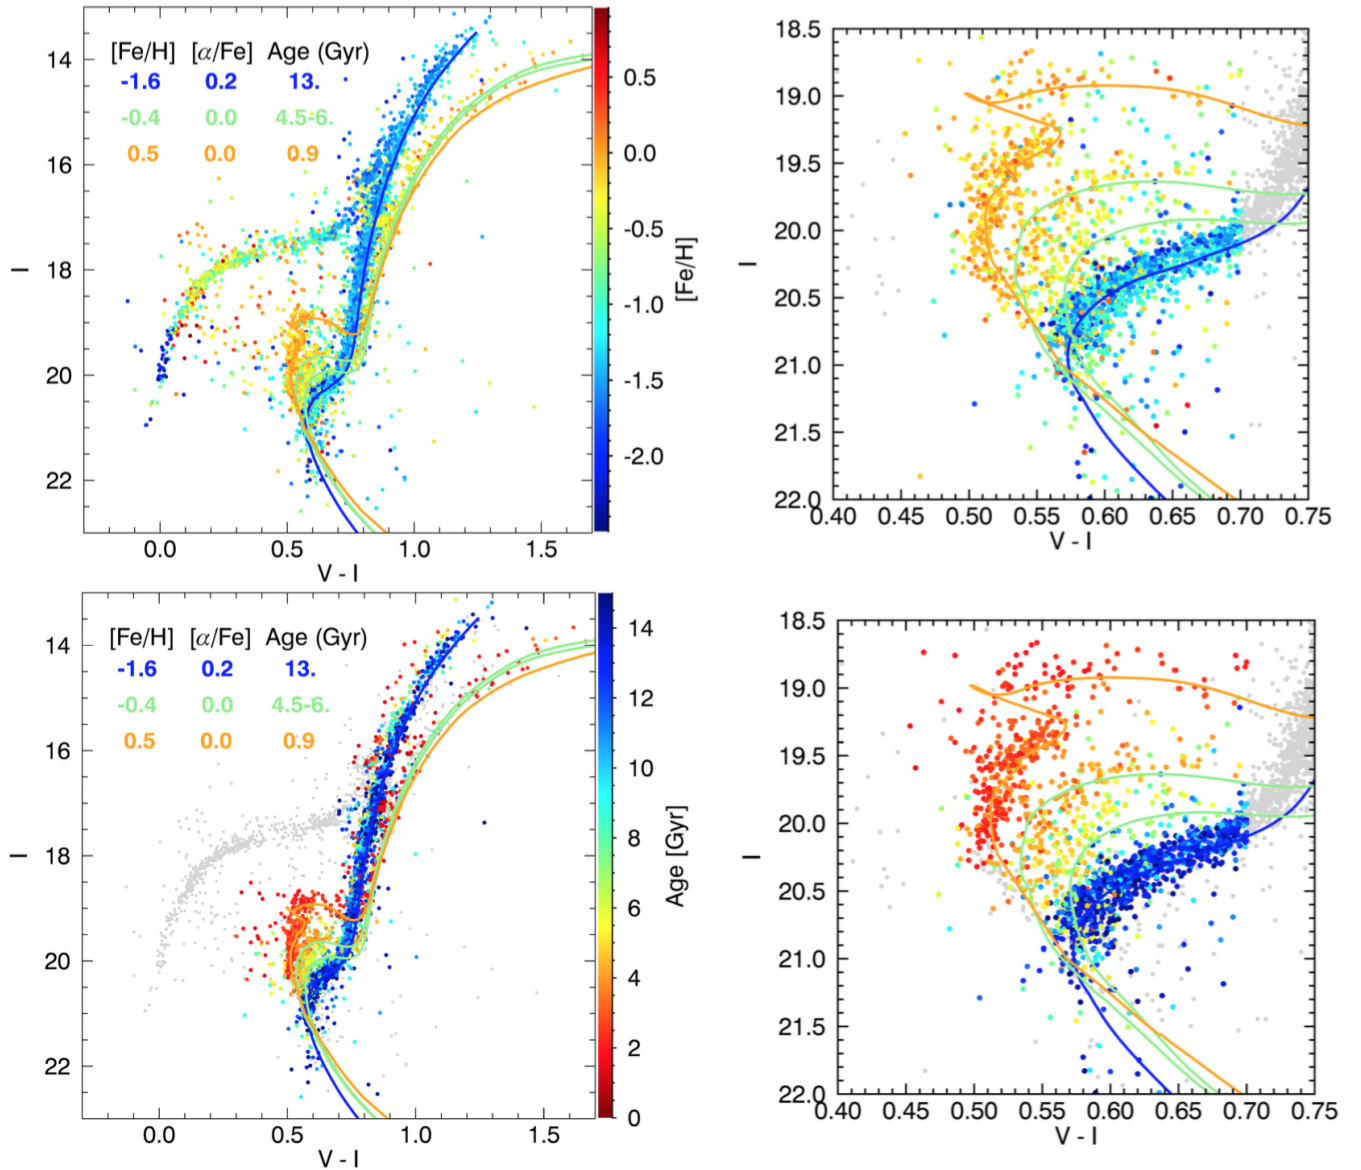 [Fe/H] [α/Fe] Age (Gyr)
-1.6 0.2 13.
-0.4 0.0 4.5-6.
0.5 0.0 0.9
14
16
18
20
22
I
0.0 0.5 1.0 1.5
V - I
0.5
0.0
-0.5
-1.0
-1.5
-2.0
[Fe/H]
18.5
19.0
19.5
20.0
20.5
21.0
21.5
22.0
I
0.40 0.45 0.50 0.55 0.60 0.65 0.70 0.75
V - I
[Fe/H] [α/Fe] Age (Gyr)
-1.6 0.2 13.
-0.4 0.0 4.5-6.
0.5 0.0 0.9
14
16
18
20
22
I
0.0 0.5 1.0 1.5
V - I
14
12
10
8
6
4
2
0
Age [Gyr]
18.5
19.0
19.5
20.0
20.5
21.0
21.5
22.0
I
0.40 0.45 0.50 0.55 0.60 0.65 0.70 0.75
V - I